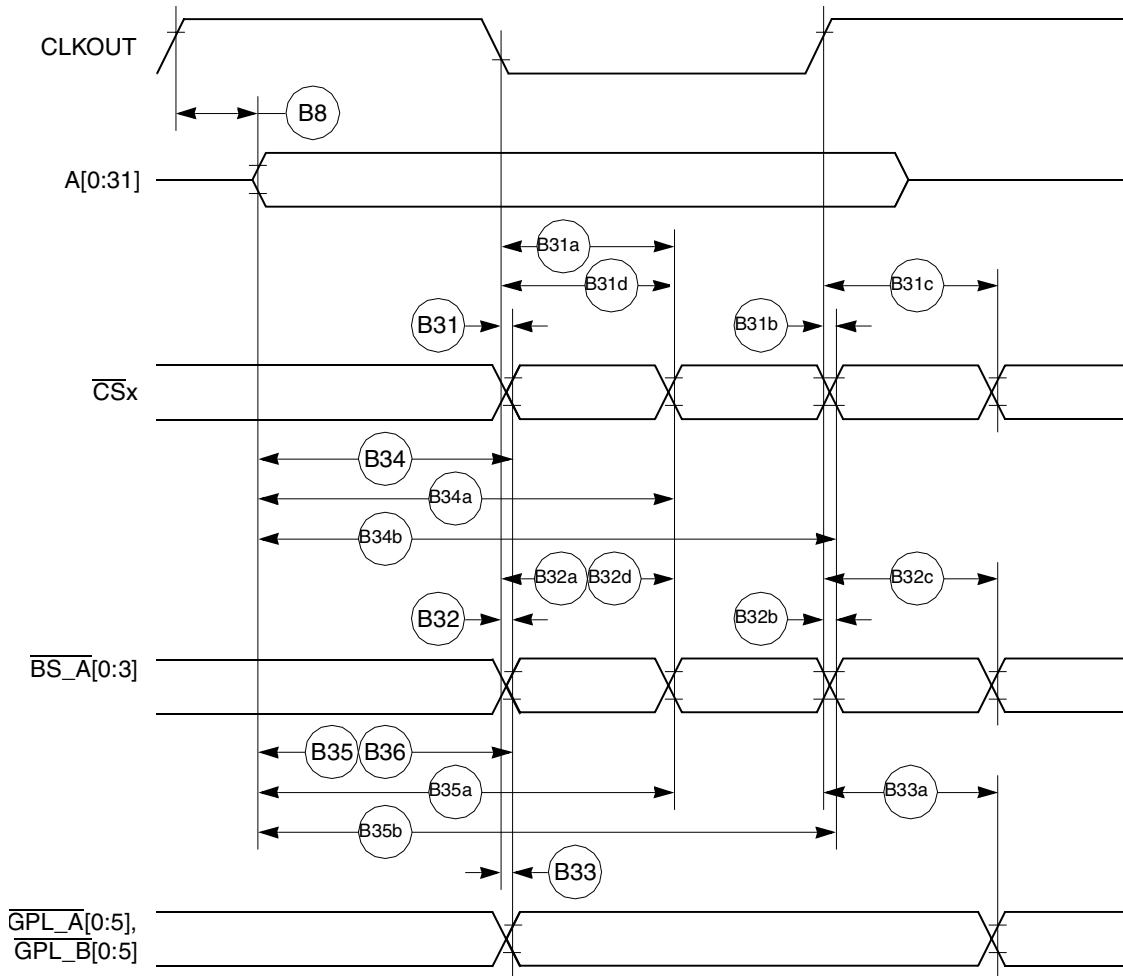 CLKOUT
B8
A[0:31]
B31a
B31d
B31c
B31
B31b
CSx
B34
B34a
B34b
B32a B32d
B32c
B32
B32b
BS_A[0:3]
B35 B36
B35a
B33a
B35b
B33
GPL_A[0:5],
GPL_B[0:5]